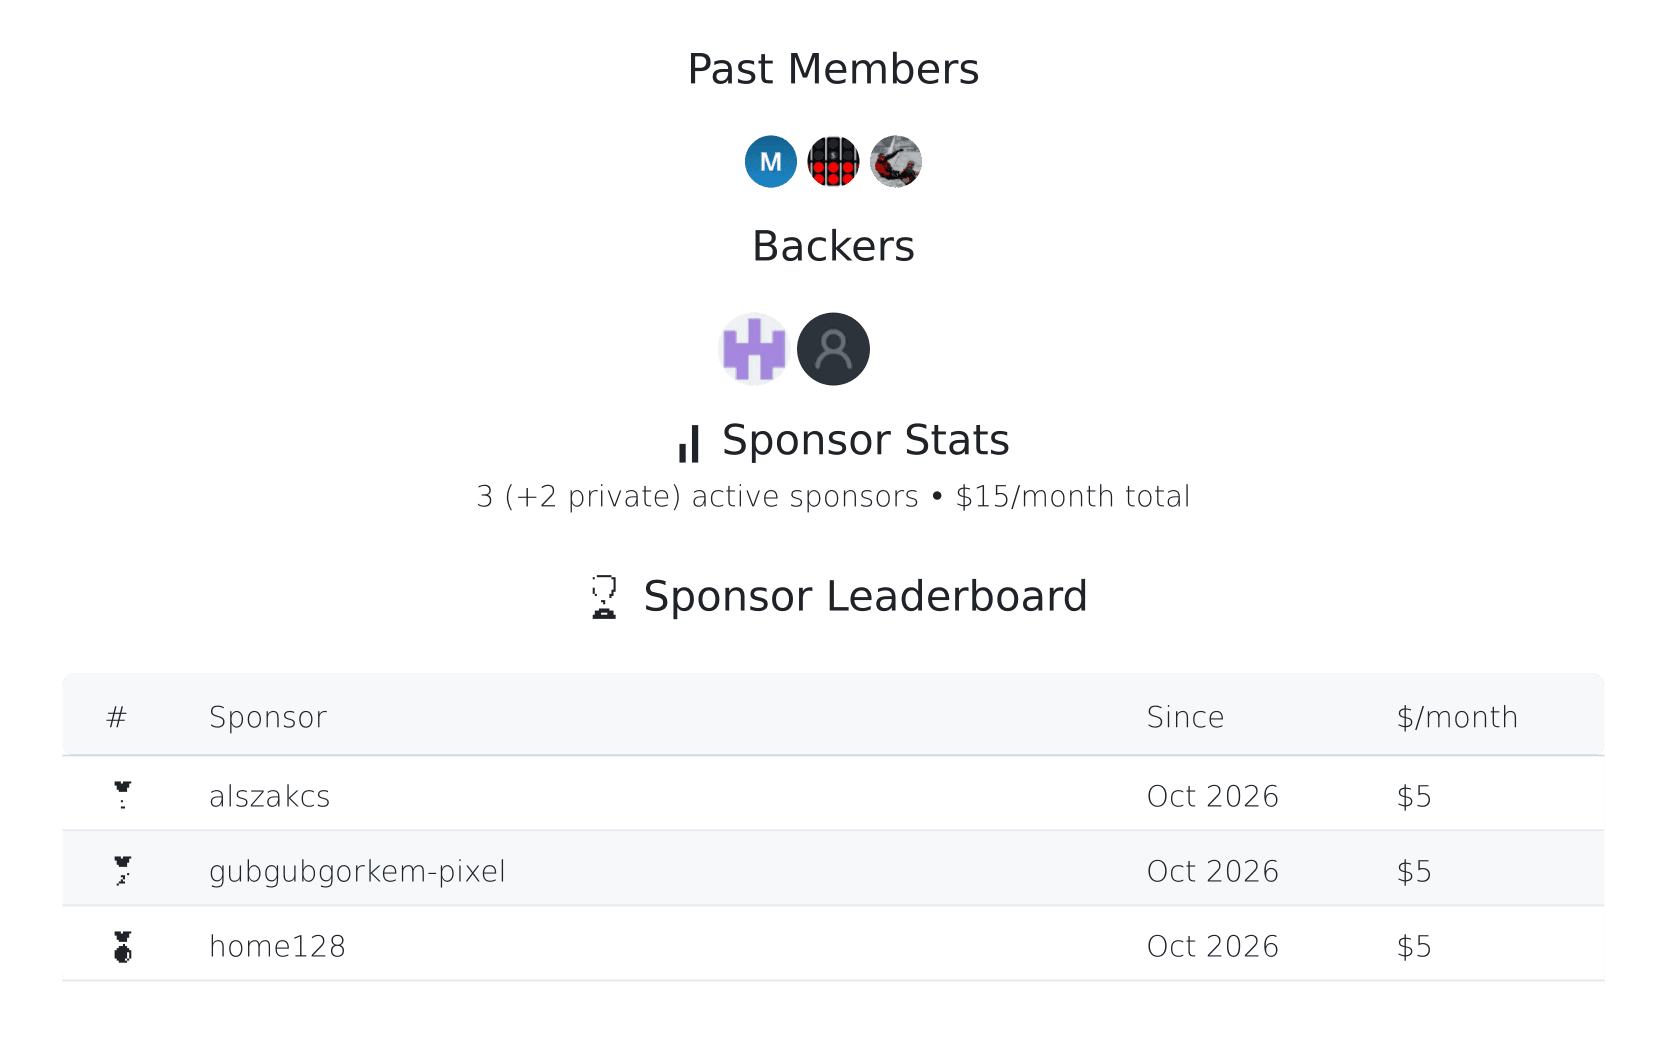 Past Members
M
Backers
Sponsor Stats
3 (+2 private) active sponsors • $15/month total
Sponsor Leaderboard
# Sponsor Since $/month
alszakcs Oct 2026 $5
gubgubgorkem-pixel Oct 2026 $5
home128 Oct 2026 $5